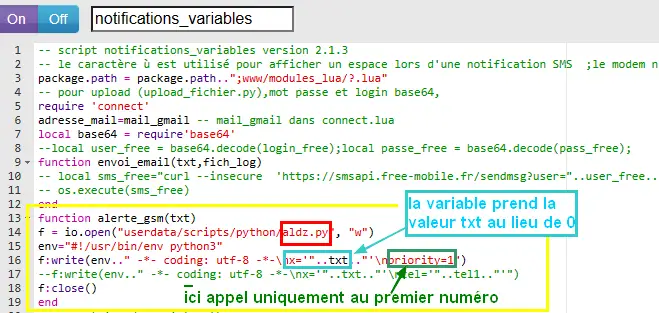 On Off notifications_variables
1 -- script notifications_variables version 2.1.3
2 -- le caractère ù est utilisé pour afficher un espace lors d'une notification SMS ;le modem n
3 package.path = package.path..";www/modules_lua/?.lua"
4 -- pour upload (upload_fichier.py),mot passe et login base64,
5 require 'connect'
6 adresse_mail=mail_gmail -- mail_gmail dans connect.lua
7 local base64 = require'base64'
8 --local user_free = base64.decode(login_free);local passe_free = base64.decode(pass_free);
9 function envoi_email(txt,fich_log)
10 -- local sms_free="curl --insecure 'https://smsapi.free-mobile.fr/sendmsg?user="..user_free..
11 -- os.execute(sms_free)
12 end
la variable prend la
valeur txt au lieu de 0
13 function alerte_gsm(txt)
14 f = io.open("userdata/scripts/python/aldz.py", "w")
15 env="#!/usr/bin/env python3"
16 f:write(env.." -*- coding: utf-8 -*-\nx='"..txt.."'\npriority=1")
17 --f:write(env.." -*- coding: utf-8 -*-\nx='"..txt.."'\ntel='"..tel1.."'")
18 f:close()
ici appel uniquement au premier numéro
19 end